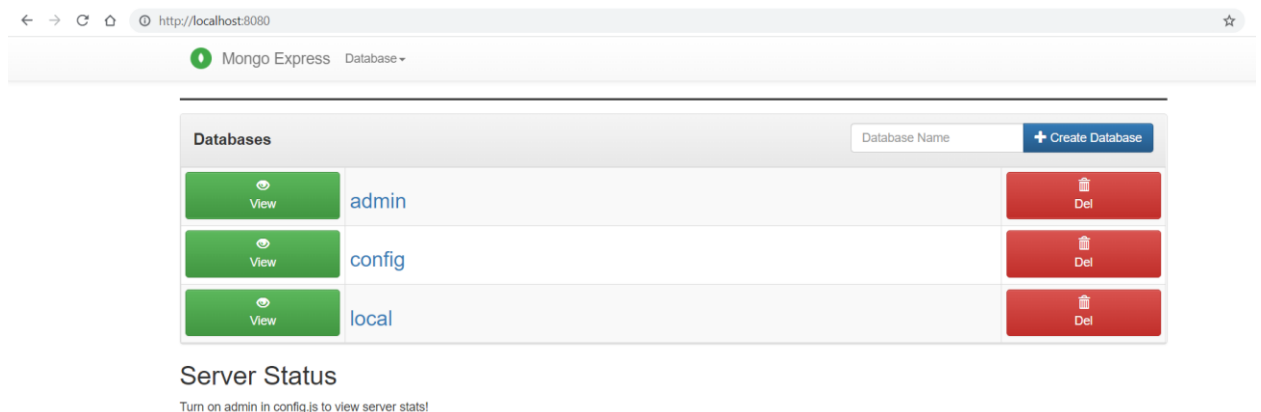 http://localhost:8080
Mongo Express Database
Databases Database Name Create Database
View admin Del
View config Del
View local Del
Server Status
Turn on admin in config.js to view server stats!